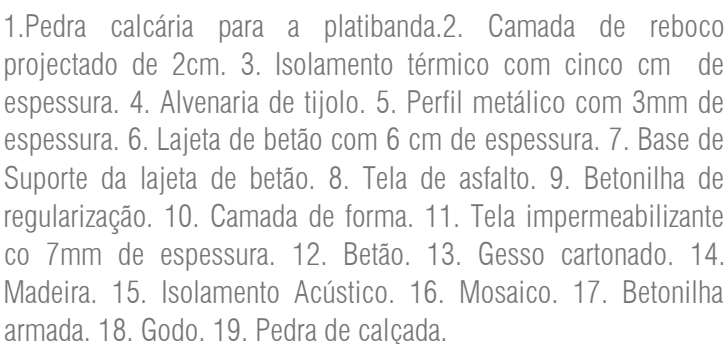 1.Pedra calcária para a platibanda.2. Camada de reboco
projectado de 2cm. 3. Isolamento térmico com cinco cm de
espessura. 4. Alvenaria de tijolo. 5. Perfil metálico com 3mm de
espessura. 6. Lajeta de betão com 6 cm de espessura. 7. Base de
Suporte da lajeta de betão. 8. Tela de asfalto. 9. Betonilha de
regularização. 10. Camada de forma. 11. Tela impermeabilizante
co 7mm de espessura. 12. Betão. 13. Gesso cartonado. 14.
Madeira. 15. Isolamento Acústico. 16. Mosaico. 17. Betonilha
armada. 18. Godo. 19. Pedra de calçada.